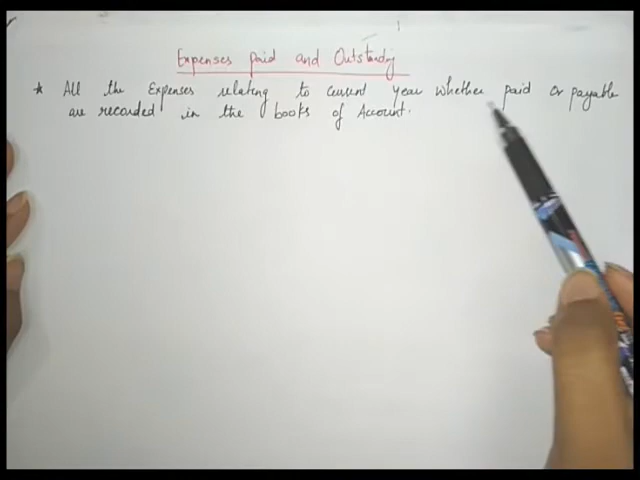 Expenses paid and Outstanding
* All the Expenses relating to current year whether paid or payable
are recorded in the books of Account.